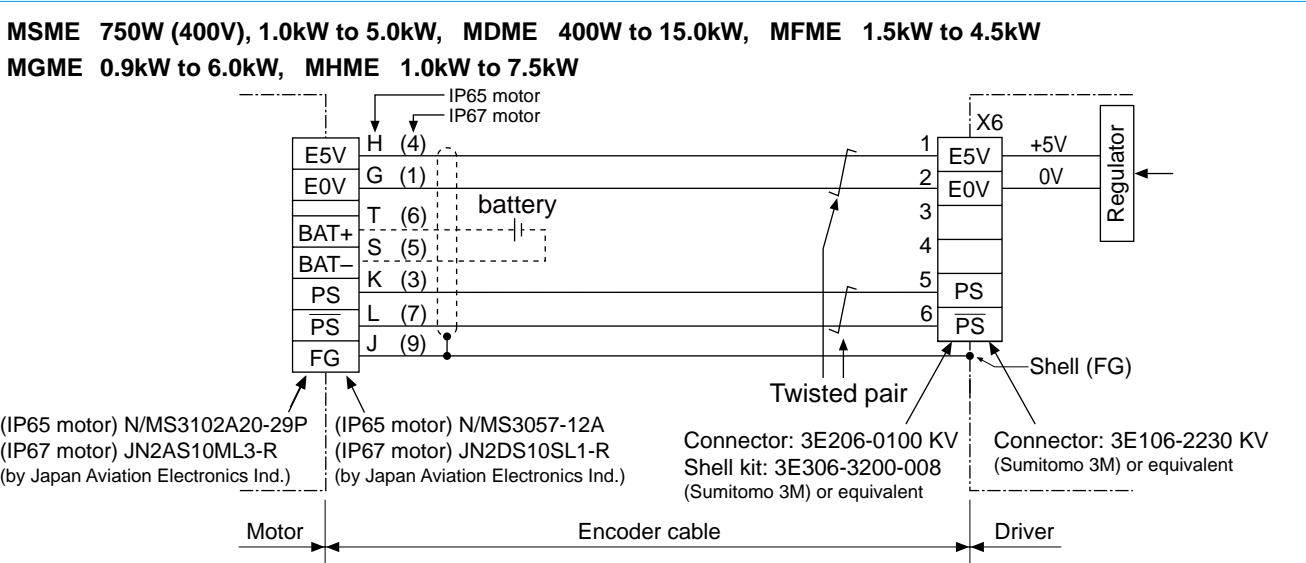 MSME 750W (400V), 1.0kW to 5.0kW, MDME 400W to 15.0kW, MFME 1.5kW to 4.5kW
MGME 0.9kW to 6.0kW, MHME 1.0kW to 7.5kW
IP65 motor
IP67 motor
E5V H (4)
E0V G (1)
T (6)
BAT+
S (5)
BAT–
K (3)
PS
L (7)
P̅S̅
J (9)
FG
battery
X6
1 E5V +5V
2 E0V 0V
3
4
5 PS
6 P̅S̅
Regulator
Shell (FG)
Twisted pair
(IP65 motor) N/MS3102A20-29P
(IP67 motor) JN2AS10ML3-R
(by Japan Aviation Electronics Ind.)
(IP65 motor) N/MS3057-12A
(IP67 motor) JN2DS10SL1-R
(by Japan Aviation Electronics Ind.)
Connector: 3E206-0100 KV
Shell kit: 3E306-3200-008
(Sumitomo 3M) or equivalent
Connector: 3E106-2230 KV
(Sumitomo 3M) or equivalent
Motor
Encoder cable
Driver